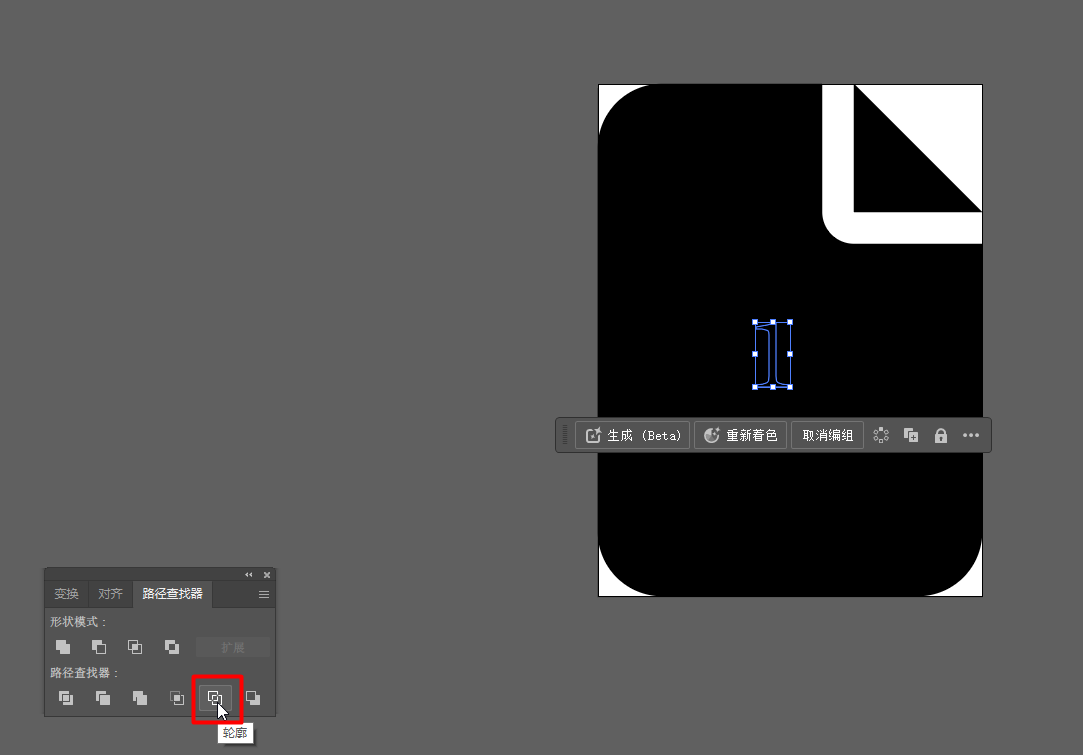 生成 (Beta) 重新着色 取消编组
变换 对齐 路径查找器
形状模式：
扩展
路径查找器：
轮廓